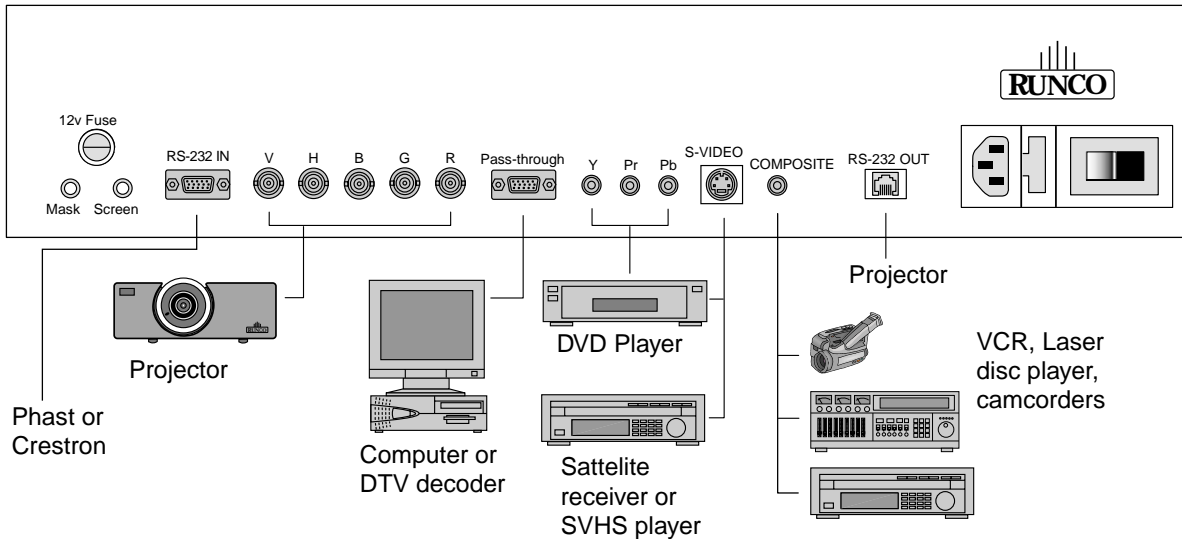 RUNCO
12v Fuse
RS-232 IN
V
H
B
G
R
Pass-through
Y
Pr
Pb
S-VIDEO
COMPOSITE
RS-232 OUT
Mask
Screen
Projector
RUNCO
Projector
DVD Player
VCR, Laser
disc player,
camcorders
Phast or
Crestron
Computer or
DTV decoder
Sattelite
receiver or
SVHS player